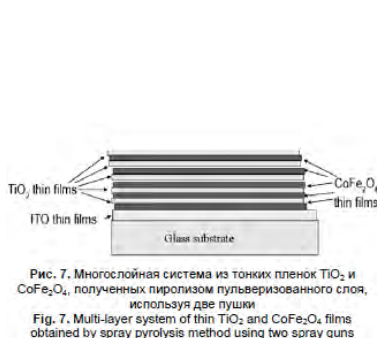 TiO₂ thin films
CoFe₂O₄
thin films
ITO thin films
Glass substrate
Рис. 7. Многослойная система из тонких пленок TiO₂ и
CoFe₂O₄, полученных пиролизом пульверизованного слоя,
используя две пушки
Fig. 7. Multi-layer system of thin TiO₂ and CoFe₂O₄ films
obtained by spray pyrolysis method using two spray guns